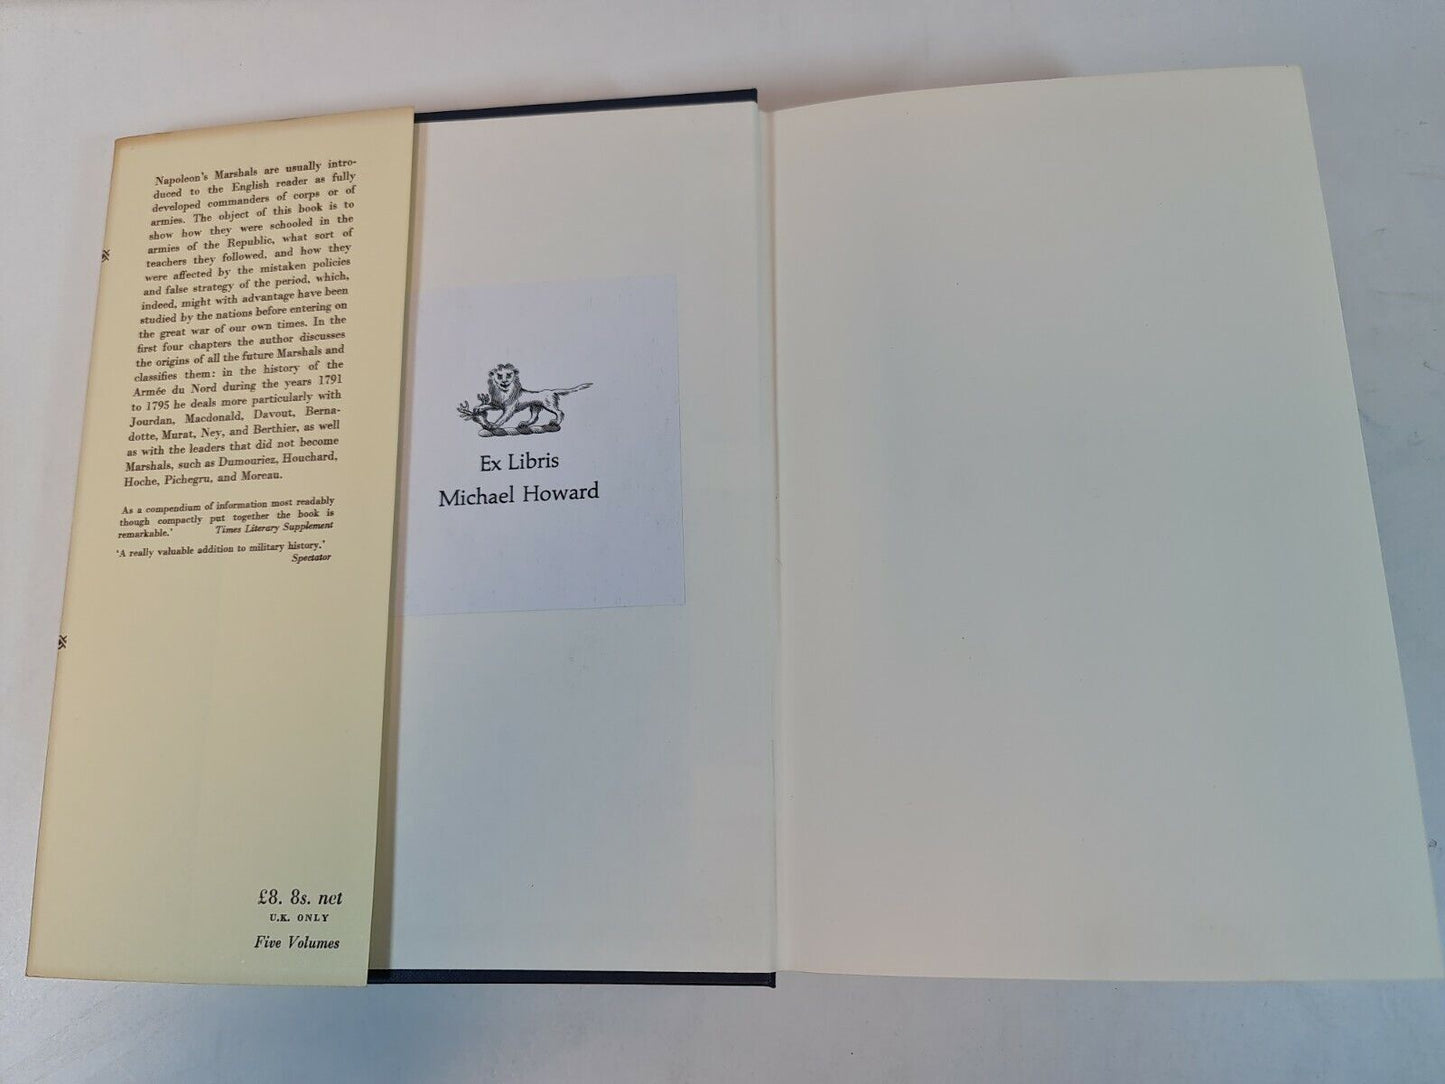 Napoleon's Marshals are usually intro-
duced to the English reader as fully
developed commanders of corps or of
armies. The object of this book is to
show how they were schooled in the
armies of the Republic, what sort of
teachers they followed, and how they
were affected by the mistaken policies
and false strategy of the period, which,
indeed, might with advantage have been
studied by the nations before entering on
the great war of our own times. In the
first four chapters the author discusses
the origins of all the future Marshals and
classifies them: in the history of the
Armée du Nord during the years 1791
to 1795 he deals more particularly with
Jourdan, Macdonald, Davout, Berna-
dotte, Murat, Ney, and Berthier, as well
as with the leaders that did not become
Marshals, such as Dumouriez, Houchard,
Hoche, Pichegru, and Moreau.
As a compendium of information most readably
though compactly put together the book is
remarkable.' Times Literary Supplement
'A really valuable addition to military history.'
Spectator
£8. 8s. net
U.K. ONLY
Five Volumes
Ex Libris
Michael Howard